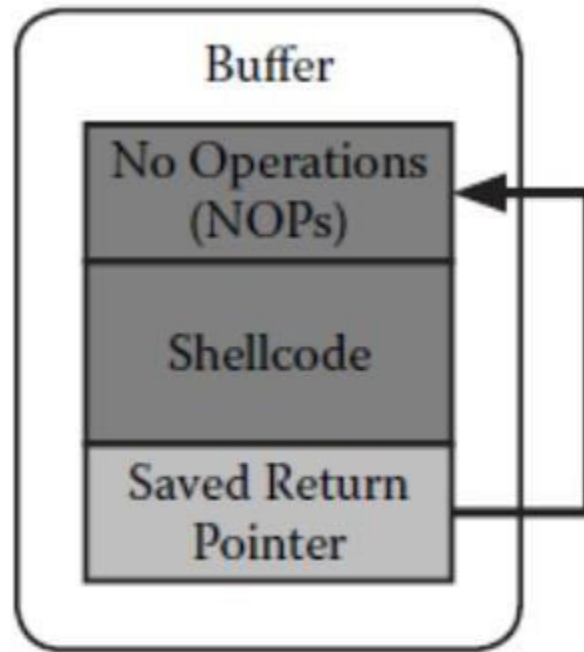 Buffer
No Operations
(NOPs)
Shellcode
Saved Return
Pointer